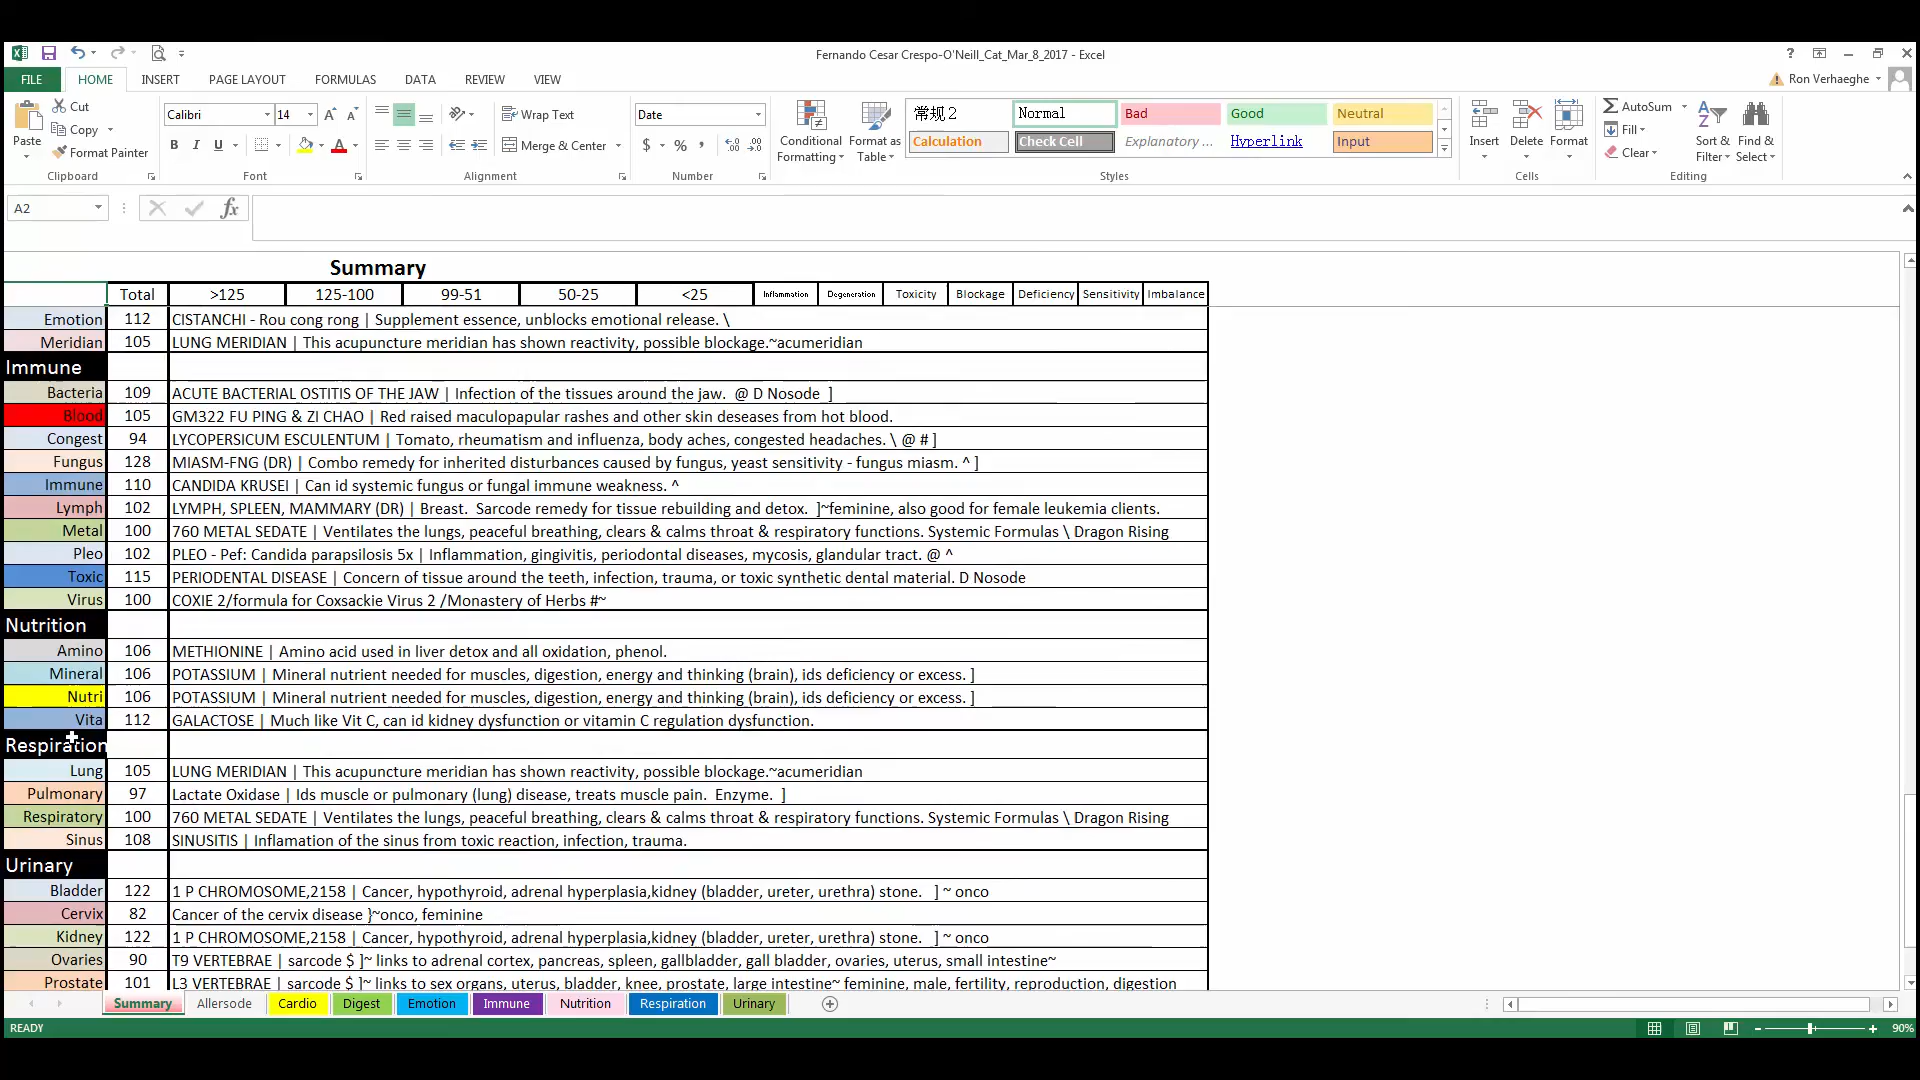 Fernando Cesar Crespo-O'Neill_Cat_Mar_8_2017 - Excel
FILE HOME INSERT PAGE LAYOUT FORMULAS DATA REVIEW VIEW Ron Verhaeghe
Paste Cut Copy Format Painter Clipboard
Calibri 14 B I U Font
Wrap Text Merge & Center Alignment
Date $ % , Number
Conditional Formatting Format as Table
常规 2 Normal Bad Good Neutral
Calculation Check Cell Explanatory ... Hyperlink Input
Styles
Insert Delete Format Cells
AutoSum Fill Clear Sort & Filter Find & Select Editing
A2 fx
Summary
Total >125 125-100 99-51 50-25 <25 Inflammation Degeneration Toxicity Blockage Deficiency Sensitivity Imbalance
Emotion 112 CISTANCHI - Rou cong rong | Supplement essence, unblocks emotional release. \
Meridian 105 LUNG MERIDIAN | This acupuncture meridian has shown reactivity, possible blockage.~acumeridian
Immune
Bacteria 109 ACUTE BACTERIAL OSTITIS OF THE JAW | Infection of the tissues around the jaw. @ D Nosode ]
Blood 105 GM322 FU PING & ZI CHAO | Red raised maculopapular rashes and other skin deseases from hot blood.
Congest 94 LYCOPERSICUM ESCULENTUM | Tomato, rheumatism and influenza, body aches, congested headaches. \ @ # ]
Fungus 128 MIASM-FNG (DR) | Combo remedy for inherited disturbances caused by fungus, yeast sensitivity - fungus miasm. ^ ]
Immune 110 CANDIDA KRUSEI | Can id systemic fungus or fungal immune weakness. ^
Lymph 102 LYMPH, SPLEEN, MAMMARY (DR) | Breast. Sarcode remedy for tissue rebuilding and detox. ]~feminine, also good for female leukemia clients.
Metal 100 760 METAL SEDATE | Ventilates the lungs, peaceful breathing, clears & calms throat & respiratory functions. Systemic Formulas \ Dragon Rising
Pleo 102 PLEO - Pef: Candida parapsilosis 5x | Inflammation, gingivitis, periodontal diseases, mycosis, glandular tract. @ ^
Toxic 115 PERIODENTAL DISEASE | Concern of tissue around the teeth, infection, trauma, or toxic synthetic dental material. D Nosode
Virus 100 COXIE 2/formula for Coxsackie Virus 2 /Monastery of Herbs #~
Nutrition
Amino 106 METHIONINE | Amino acid used in liver detox and all oxidation, phenol.
Mineral 106 POTASSIUM | Mineral nutrient needed for muscles, digestion, energy and thinking (brain), ids deficiency or excess. ]
Nutri 106 POTASSIUM | Mineral nutrient needed for muscles, digestion, energy and thinking (brain), ids deficiency or excess. ]
Vita 112 GALACTOSE | Much like Vit C, can id kidney dysfunction or vitamin C regulation dysfunction.
Respiration
Lung 105 LUNG MERIDIAN | This acupuncture meridian has shown reactivity, possible blockage.~acumeridian
Pulmonary 97 Lactate Oxidase | Ids muscle or pulmonary (lung) disease, treats muscle pain. Enzyme. ]
Respiratory 100 760 METAL SEDATE | Ventilates the lungs, peaceful breathing, clears & calms throat & respiratory functions. Systemic Formulas \ Dragon Rising
Sinus 108 SINUSITIS | Inflamation of the sinus from toxic reaction, infection, trauma.
Urinary
Bladder 122 1 P CHROMOSOME,2158 | Cancer, hypothyroid, adrenal hyperplasia,kidney (bladder, ureter, urethra) stone. ] ~ onco
Cervix 82 Cancer of the cervix disease }~onco, feminine
Kidney 122 1 P CHROMOSOME,2158 | Cancer, hypothyroid, adrenal hyperplasia,kidney (bladder, ureter, urethra) stone. ] ~ onco
Ovaries 90 T9 VERTEBRAE | sarcode $ ]~ links to adrenal cortex, pancreas, spleen, gallbladder, gall bladder, ovaries, uterus, small intestine~
Prostate 101 L3 VERTEBRAE | sarcode $ ]~ links to sex organs, uterus, bladder, knee, prostate, large intestine~ feminine, male, fertility, reproduction, digestion
Summary Allersode Cardio Digest Emotion Immune Nutrition Respiration Urinary
READY 90%